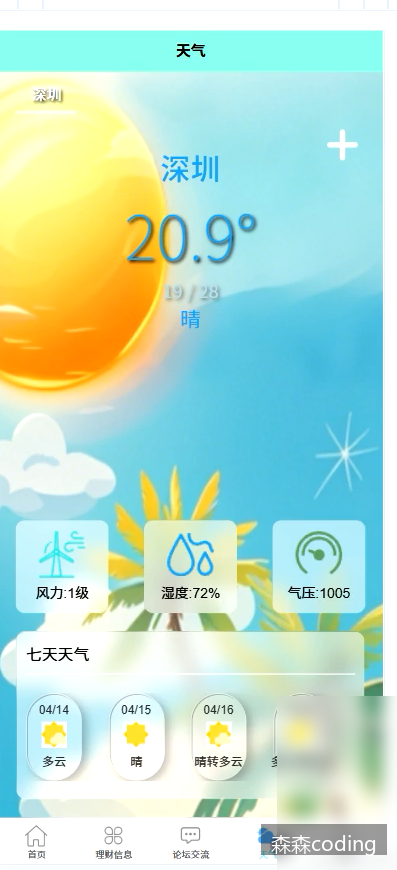 天气
深圳
深圳
20.9°
19 / 28
晴
风力:1级
湿度:72%
气压:1005
七天天气
04/14
04/15
04/16
多云
晴
晴转多云
首页
理财信息
论坛交流
森森coding